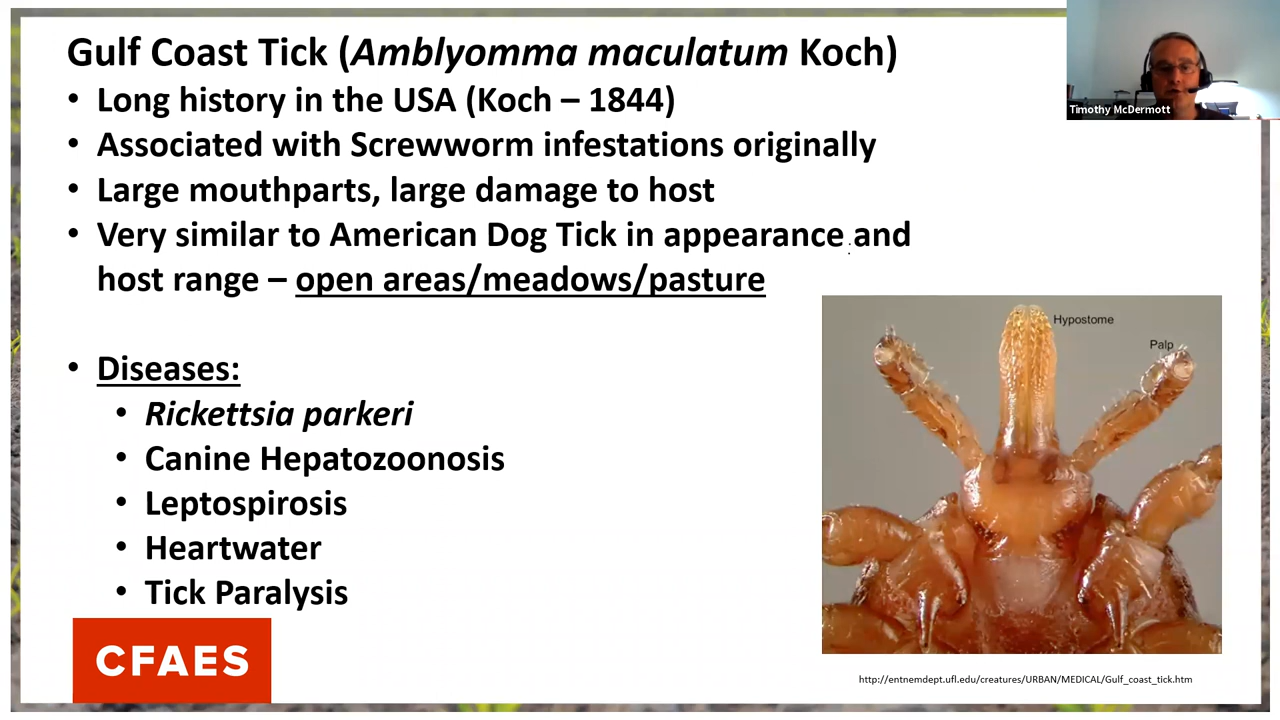 Gulf Coast Tick (Amblyomma maculatum Koch)
• Long history in the USA (Koch – 1844)
• Associated with Screwworm infestations originally
• Large mouthparts, large damage to host
• Very similar to American Dog Tick in appearance and
host range – open areas/meadows/pasture
• Diseases:
• Rickettsia parkeri
• Canine Hepatozoonosis
• Leptospirosis
• Heartwater
• Tick Paralysis
CFAES
Timothy McDermott
Hypostome
Palp
http://entnemdept.ufl.edu/creatures/URBAN/MEDICAL/Gulf_coast_tick.htm